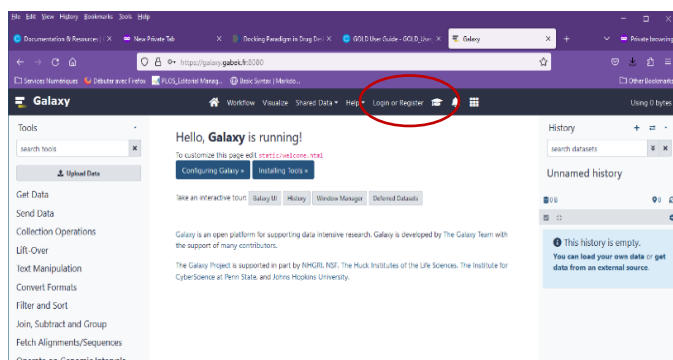 File Edit View History Bookmarks Tools Help
Documentation & Resources | New Private Tab Docking Paradigm in Drug Desi GOLD User Guide - GOLD_User_ Galaxy Private browsing
https://galaxy.gabek.fr:8080
Services Numériques Débuter avec Firefox PLOS_Editorial Manag... Basic Syntax | Markdo... Other Bookmarks
Galaxy Workflow Visualize Shared Data Help Login or Register Using 0 bytes
Tools
search tools
Upload Data
Get Data
Send Data
Collection Operations
Lift-Over
Text Manipulation
Convert Formats
Filter and Sort
Join, Subtract and Group
Fetch Alignments/Sequences
Operate on Genomic Intervals
Hello, Galaxy is running!
To customize this page edit static/welcome.html
Configuring Galaxy » Installing Tools »
Take an interactive tour: Galaxy UI History Window Manager Deferred Datasets
Galaxy is an open platform for supporting data intensive research. Galaxy is developed by The Galaxy Team with
the support of many contributors.
The Galaxy Project is supported in part by NHGRI, NSF, The Huck Institutes of the Life Sciences, The Institute for
CyberScience at Penn State, and Johns Hopkins University.
History
search datasets
Unnamed history
0 B 0
This history is empty.
You can load your own data or get
data from an external source.